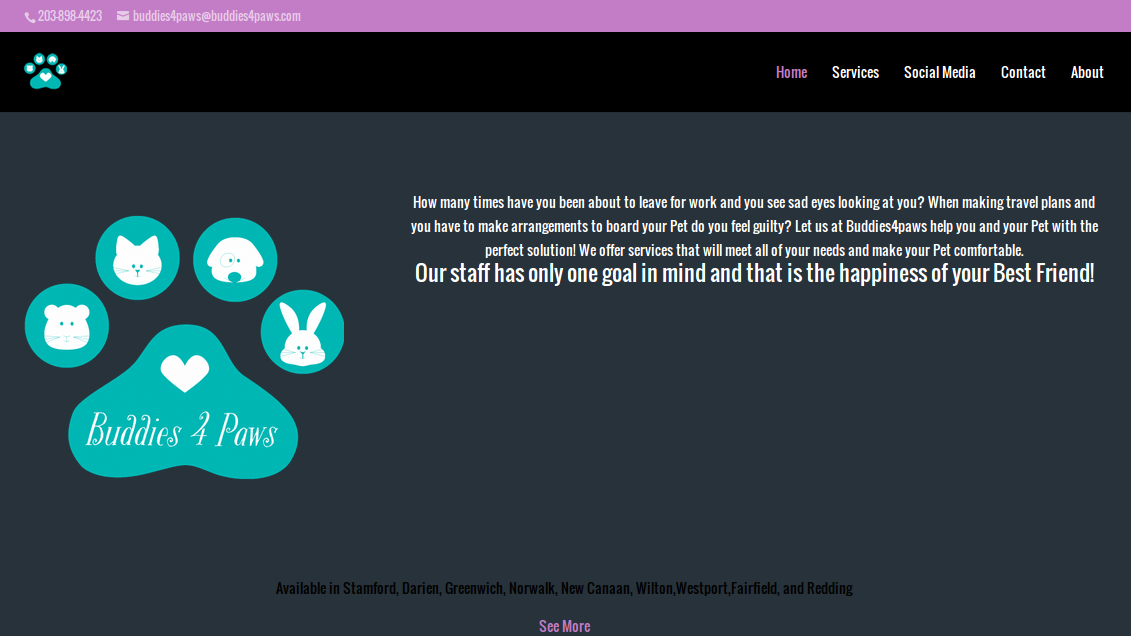 203-898-4423 buddies4paws@buddies4paws.com
Home Services Social Media Contact About
How many times have you been about to leave for work and you see sad eyes looking at you? When making travel plans and
you have to make arrangements to board your Pet do you feel guilty? Let us at Buddies4paws help you and your Pet with the
perfect solution! We offer services that will meet all of your needs and make your Pet comfortable.
Our staff has only one goal in mind and that is the happiness of your Best Friend!
Buddies 4 Paws
Available in Stamford, Darien, Greenwich, Norwalk, New Canaan, Wilton,Westport,Fairfield, and Redding
See More